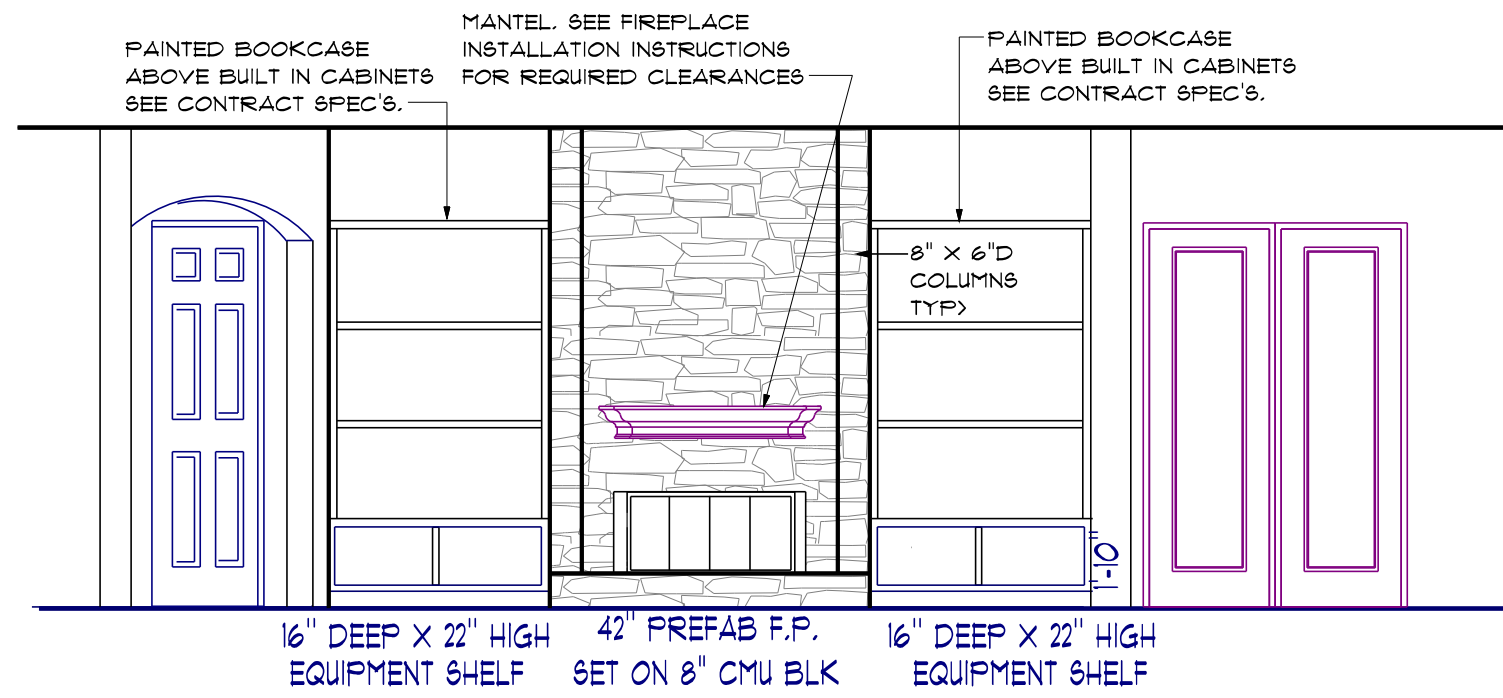 PAINTED BOOKCASE
ABOVE BUILT IN CABINETS
SEE CONTRACT SPEC'S.
MANTEL. SEE FIREPLACE
INSTALLATION INSTRUCTIONS
FOR REQUIRED CLEARANCES
PAINTED BOOKCASE
ABOVE BUILT IN CABINETS
SEE CONTRACT SPEC'S.
8" X 6"D
COLUMNS
TYP>
1-10
16" DEEP X 22" HIGH
EQUIPMENT SHELF
42" PREFAB F.P.
SET ON 8" CMU BLK
16" DEEP X 22" HIGH
EQUIPMENT SHELF